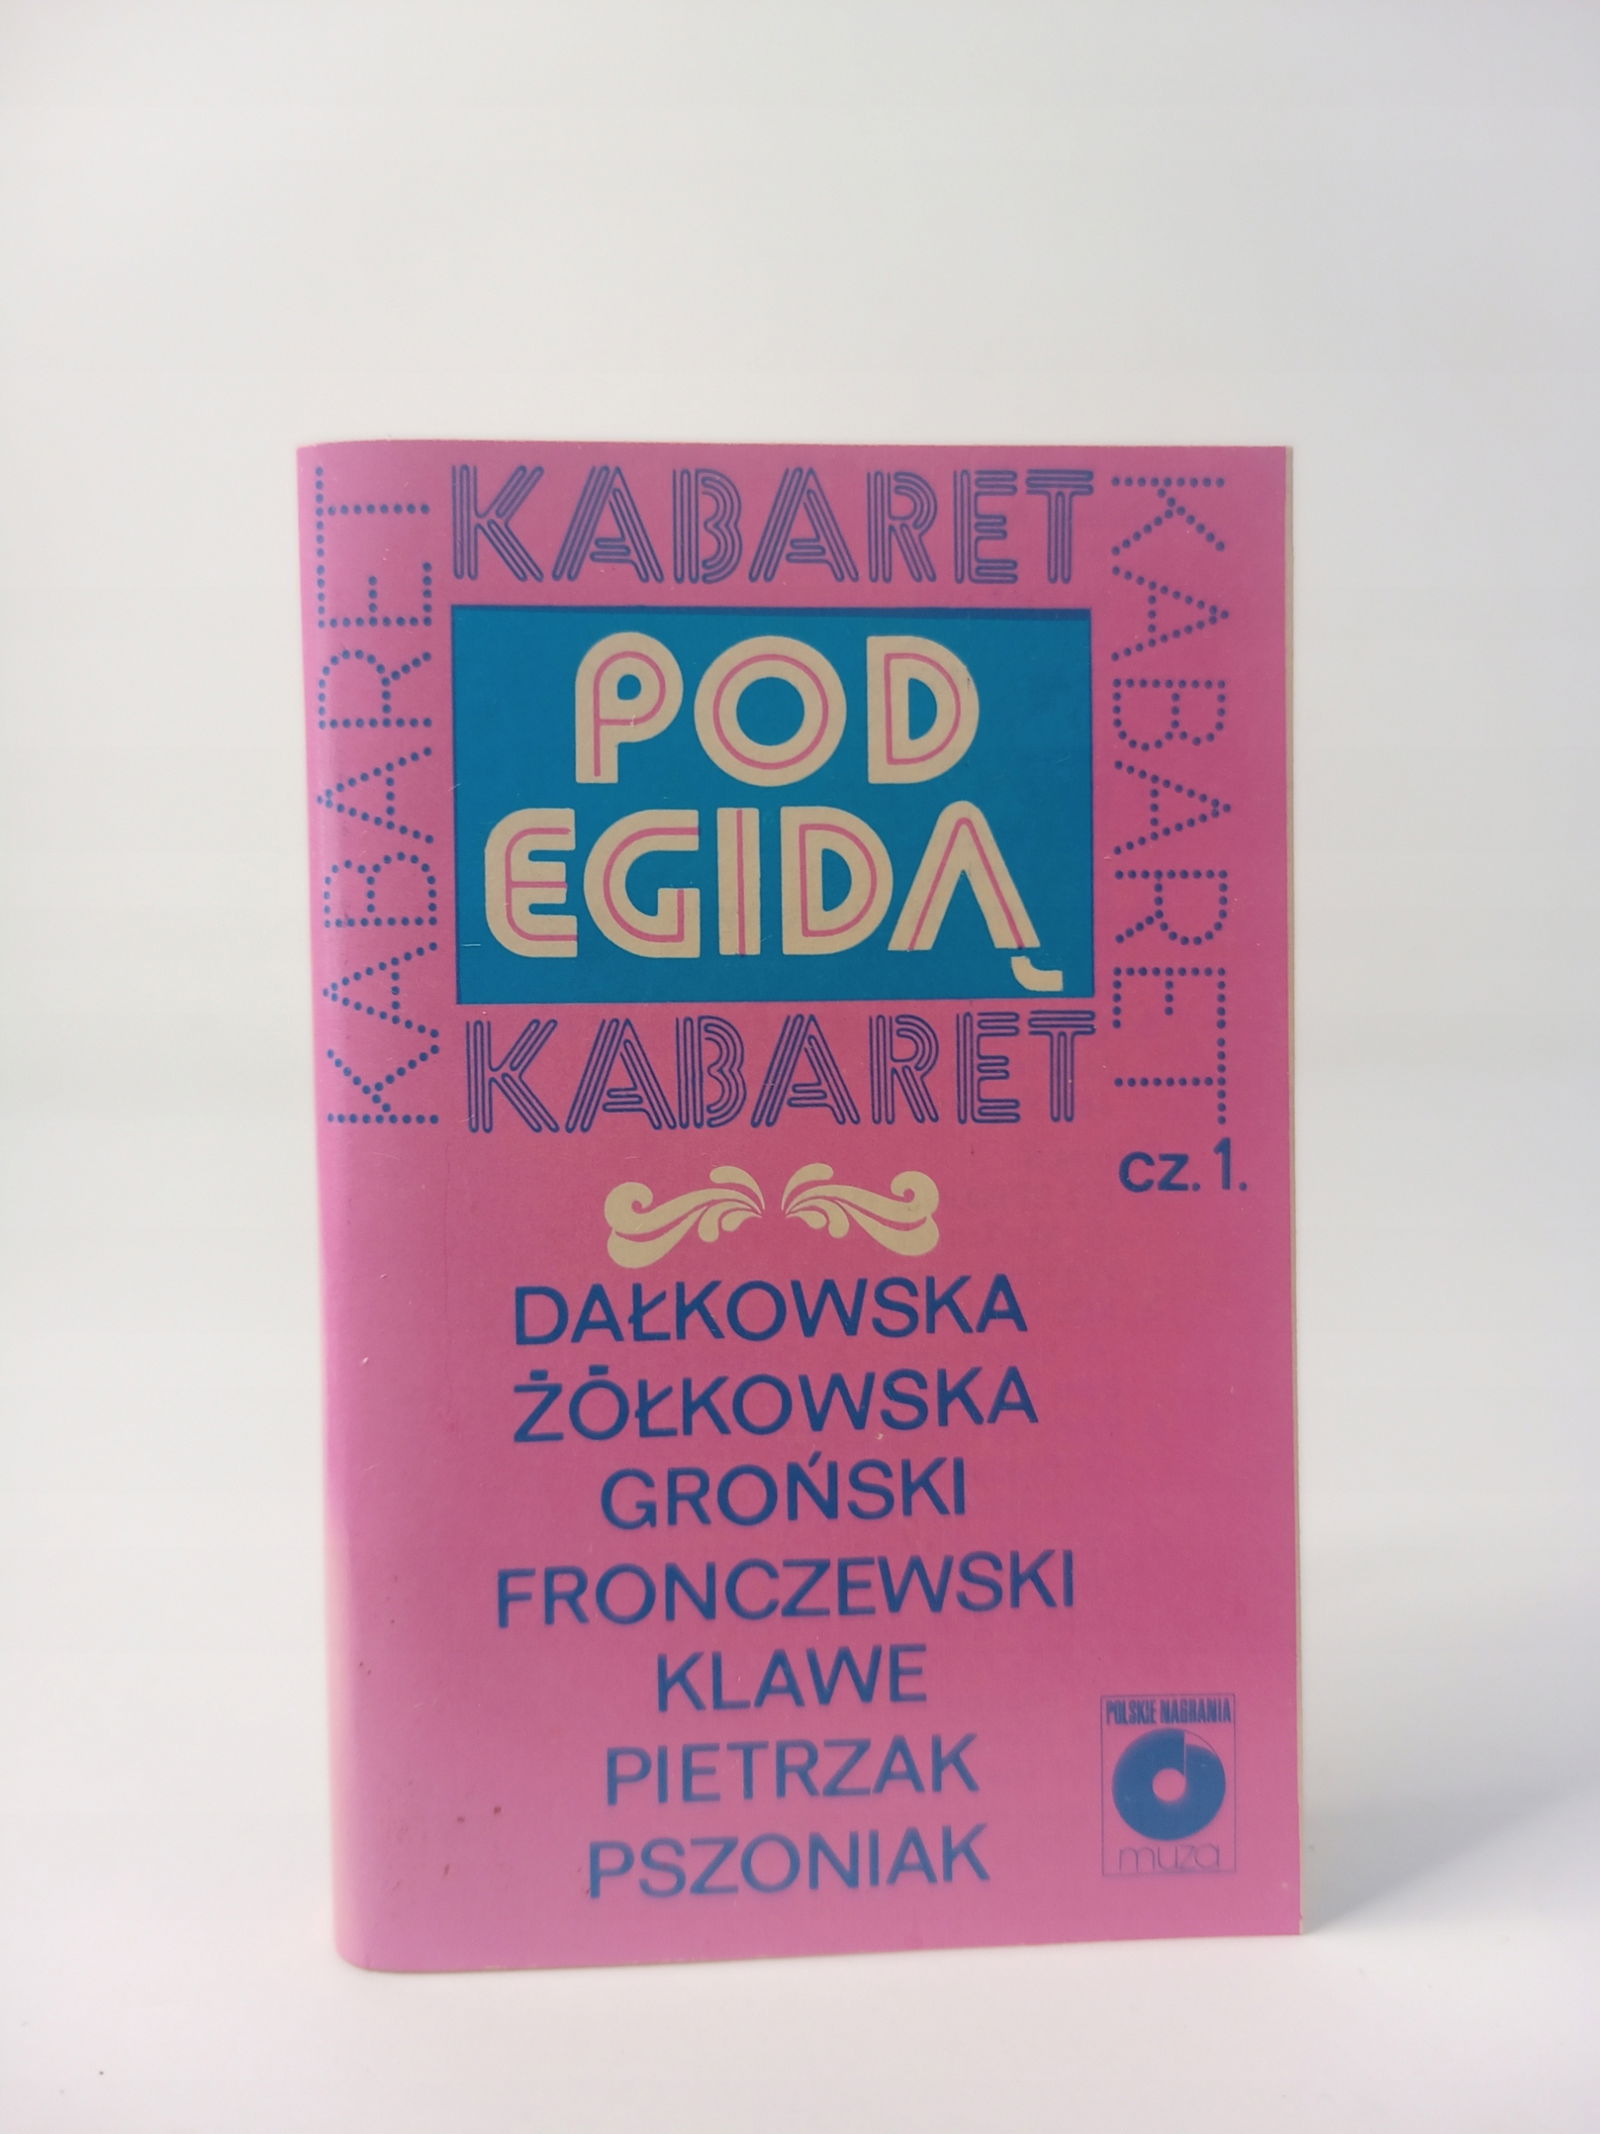 KABARET
KABARET
KABARET
POD
EGIDĄ
KABARET
cz. 1.
DAŁKOWSKA
ŻÓŁKOWSKA
GROŃSKI
FRONCZEWSKI
KLAWE
PIETRZAK
PSZONIAK
POLSKIE NAGRANIA
muza